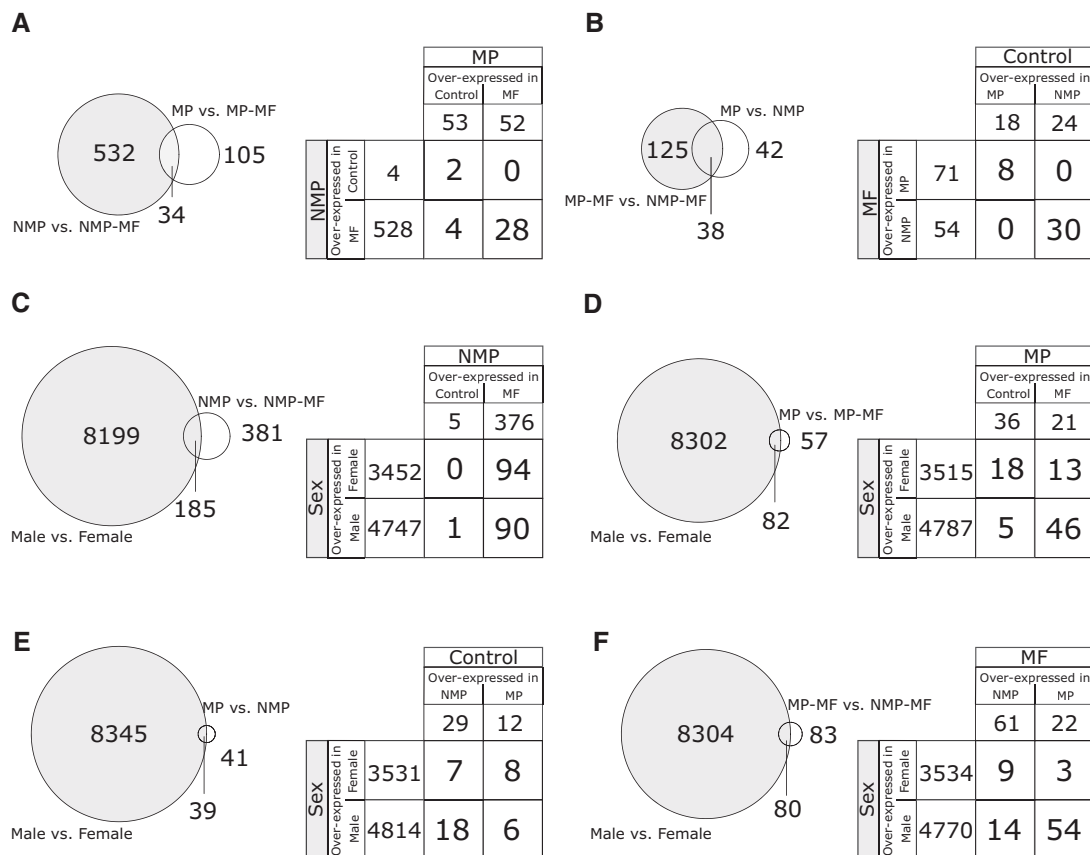 A
MP vs. MP-MF
532
105
34
NMP vs. NMP-MF
MP
Over-expressed in
Control MF
53 52
NMP
Over-expressed in
Control
4 2 0
MF
528 4 28
B
MP vs. NMP
125
42
MP-MF vs. NMP-MF
38
Control
Over-expressed in
MP NMP
18 24
MF
Over-expressed in
MP
71 8 0
NMP
54 0 30
C
NMP vs. NMP-MF
8199
381
185
Male vs. Female
NMP
Over-expressed in
Control MF
5 376
Sex
Over-expressed in
Female
3452 0 94
Male
4747 1 90
D
MP vs. MP-MF
8302
57
82
Male vs. Female
MP
Over-expressed in
Control MF
36 21
Sex
Over-expressed in
Female
3515 18 13
Male
4787 5 46
E
MP vs. NMP
8345
41
39
Male vs. Female
Control
Over-expressed in
NMP MP
29 12
Sex
Over-expressed in
Female
3531 7 8
Male
4814 18 6
F
MP-MF vs. NMP-MF
8304
83
80
Male vs. Female
MF
Over-expressed in
NMP MP
61 22
Sex
Over-expressed in
Female
3534 9 3
Male
4770 14 54